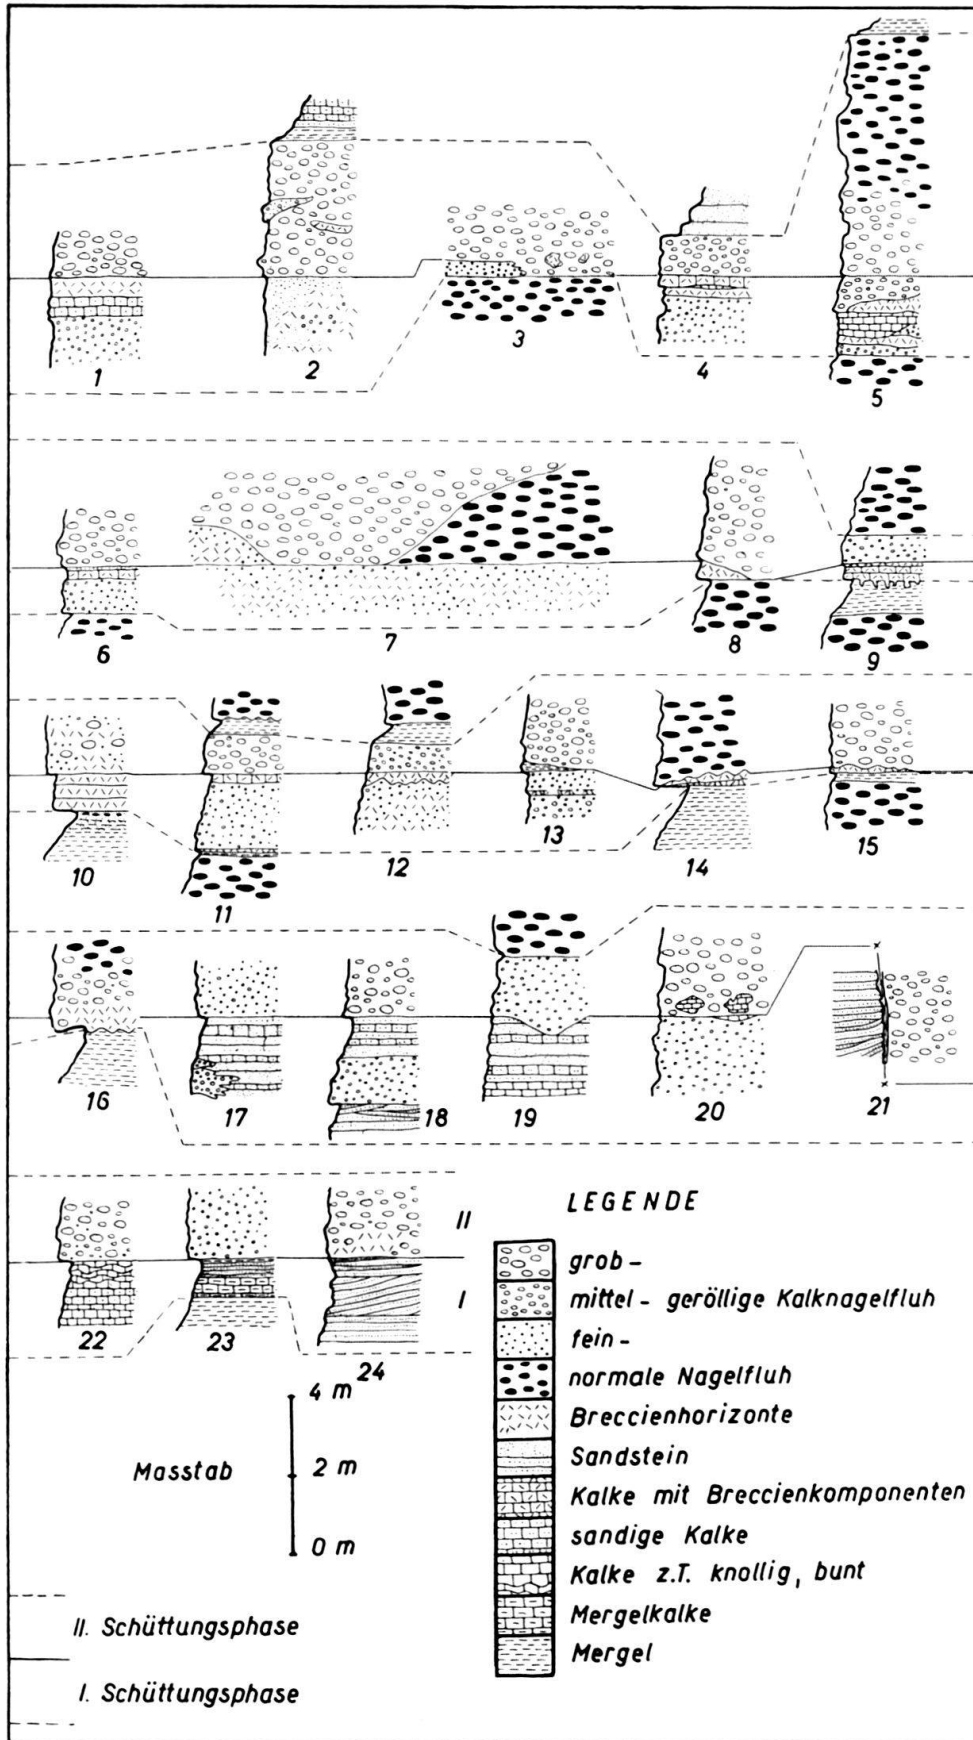 1
2
3
4
5
6
7
8
9
10
11
12
13
14
15
16
17
18
19
20
21
22
23
24
II
I
4 m
Masstab
2 m
0 m
II. Schüttungsphase
I. Schüttungsphase
LEGENDE
grob-
mittel- geröllige Kalknagelfluh
fein-
normale Nagelfluh
Breccienhorizonte
Sandstein
Kalke mit Breccienkomponenten
sandige Kalke
Kalke z.T. knollig, bunt
Mergelkalke
Mergel